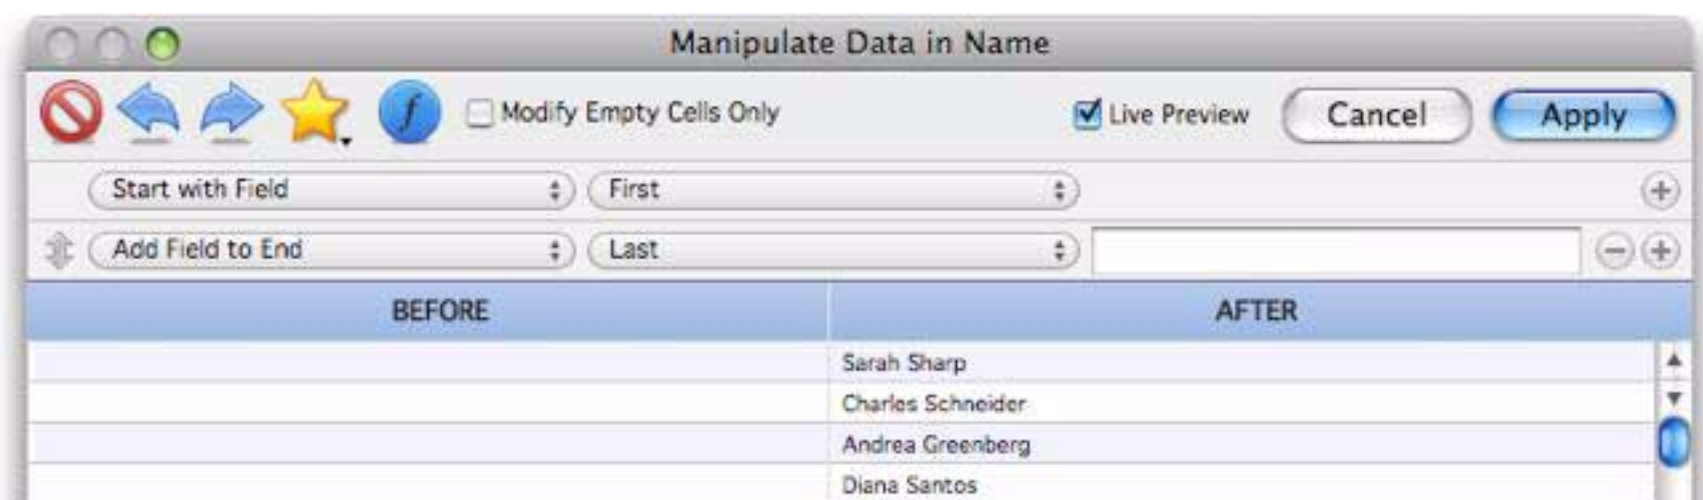 Manipulate Data in Name
f Modify Empty Cells Only Live Preview Cancel Apply
Start with Field First
Add Field to End Last
BEFORE AFTER
Sarah Sharp
Charles Schneider
Andrea Greenberg
Diana Santos